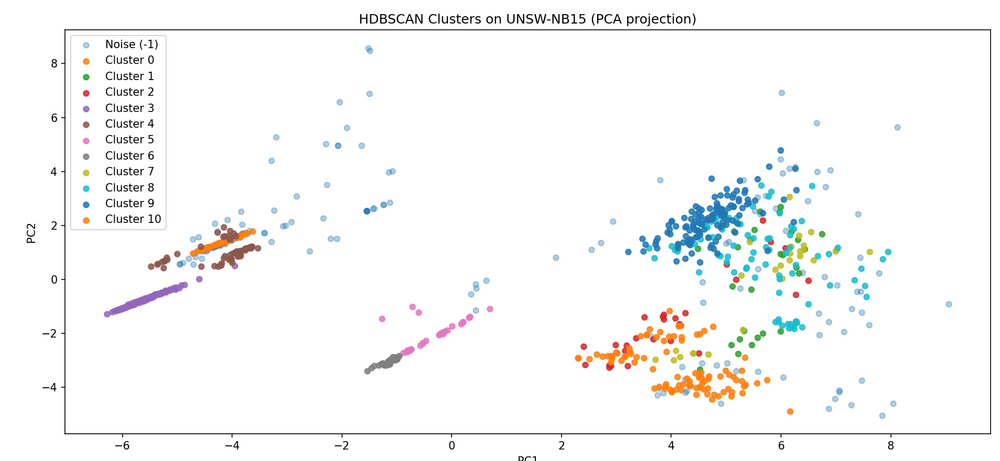 HDBSCAN Clusters on UNSW-NB15 (PCA projection)
Noise (-1)
Cluster 0
Cluster 1
Cluster 2
Cluster 3
Cluster 4
Cluster 5
Cluster 6
Cluster 7
Cluster 8
Cluster 9
Cluster 10
PC2
8
6
4
2
0
−2
−4
−6
−4
−2
0
2
4
6
8
PC1